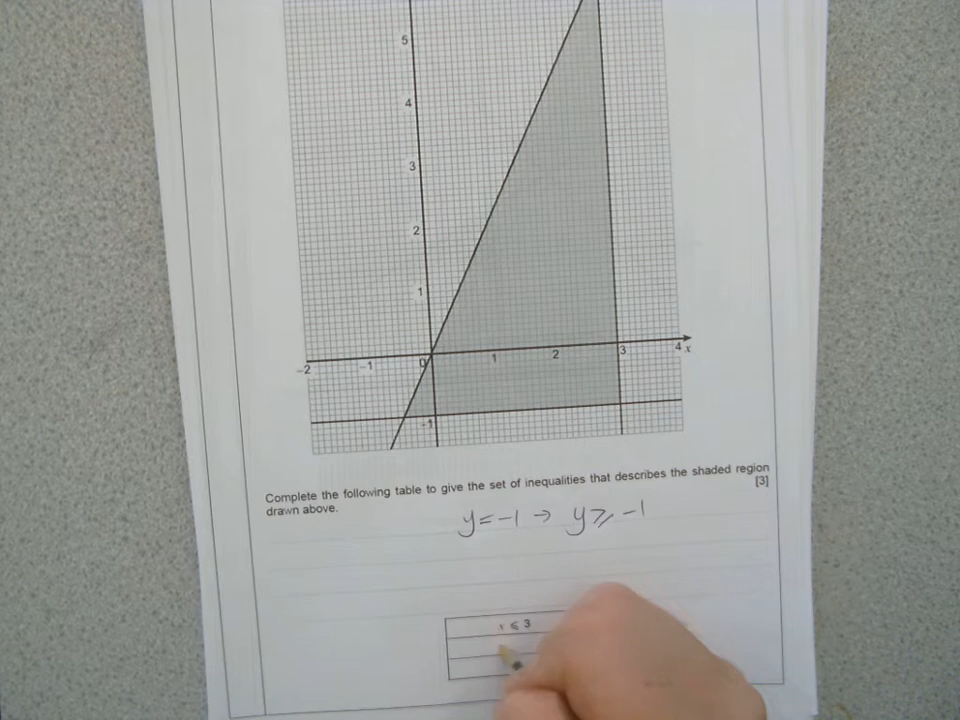 5
4
3
2
1
-2 -1 0 1 2 3 4 x
-1
Complete the following table to give the set of inequalities that describes the shaded region
drawn above. [3]
y = -1 → y ⩾ -1
x ⩽ 3